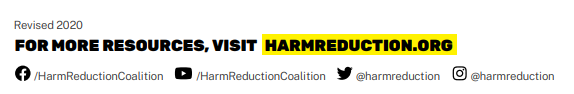 Revised 2020
FOR MORE RESOURCES, VISIT HARMREDUCTION.ORG
/HarmReductionCoalition /HarmReductionCoalition @harmreduction @harmreduction